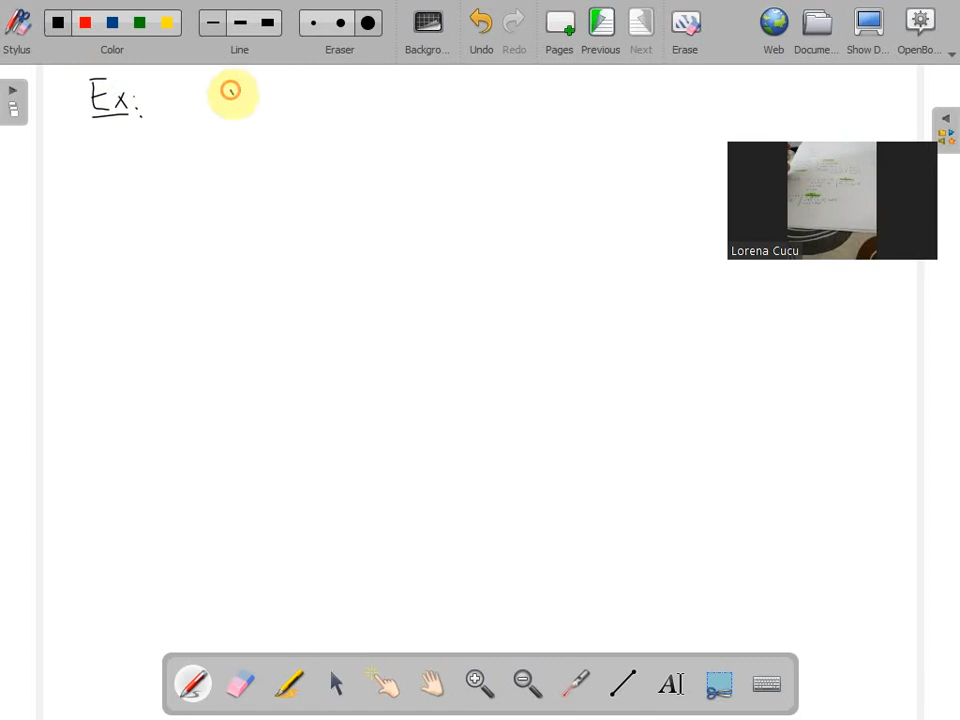 Stylus
Color
Line
Eraser
Backgro...
Undo
Redo
Pages
Previous
Next
Erase
Web
Docume...
Show D...
OpenBo...
Ex:
Lorena Cucu